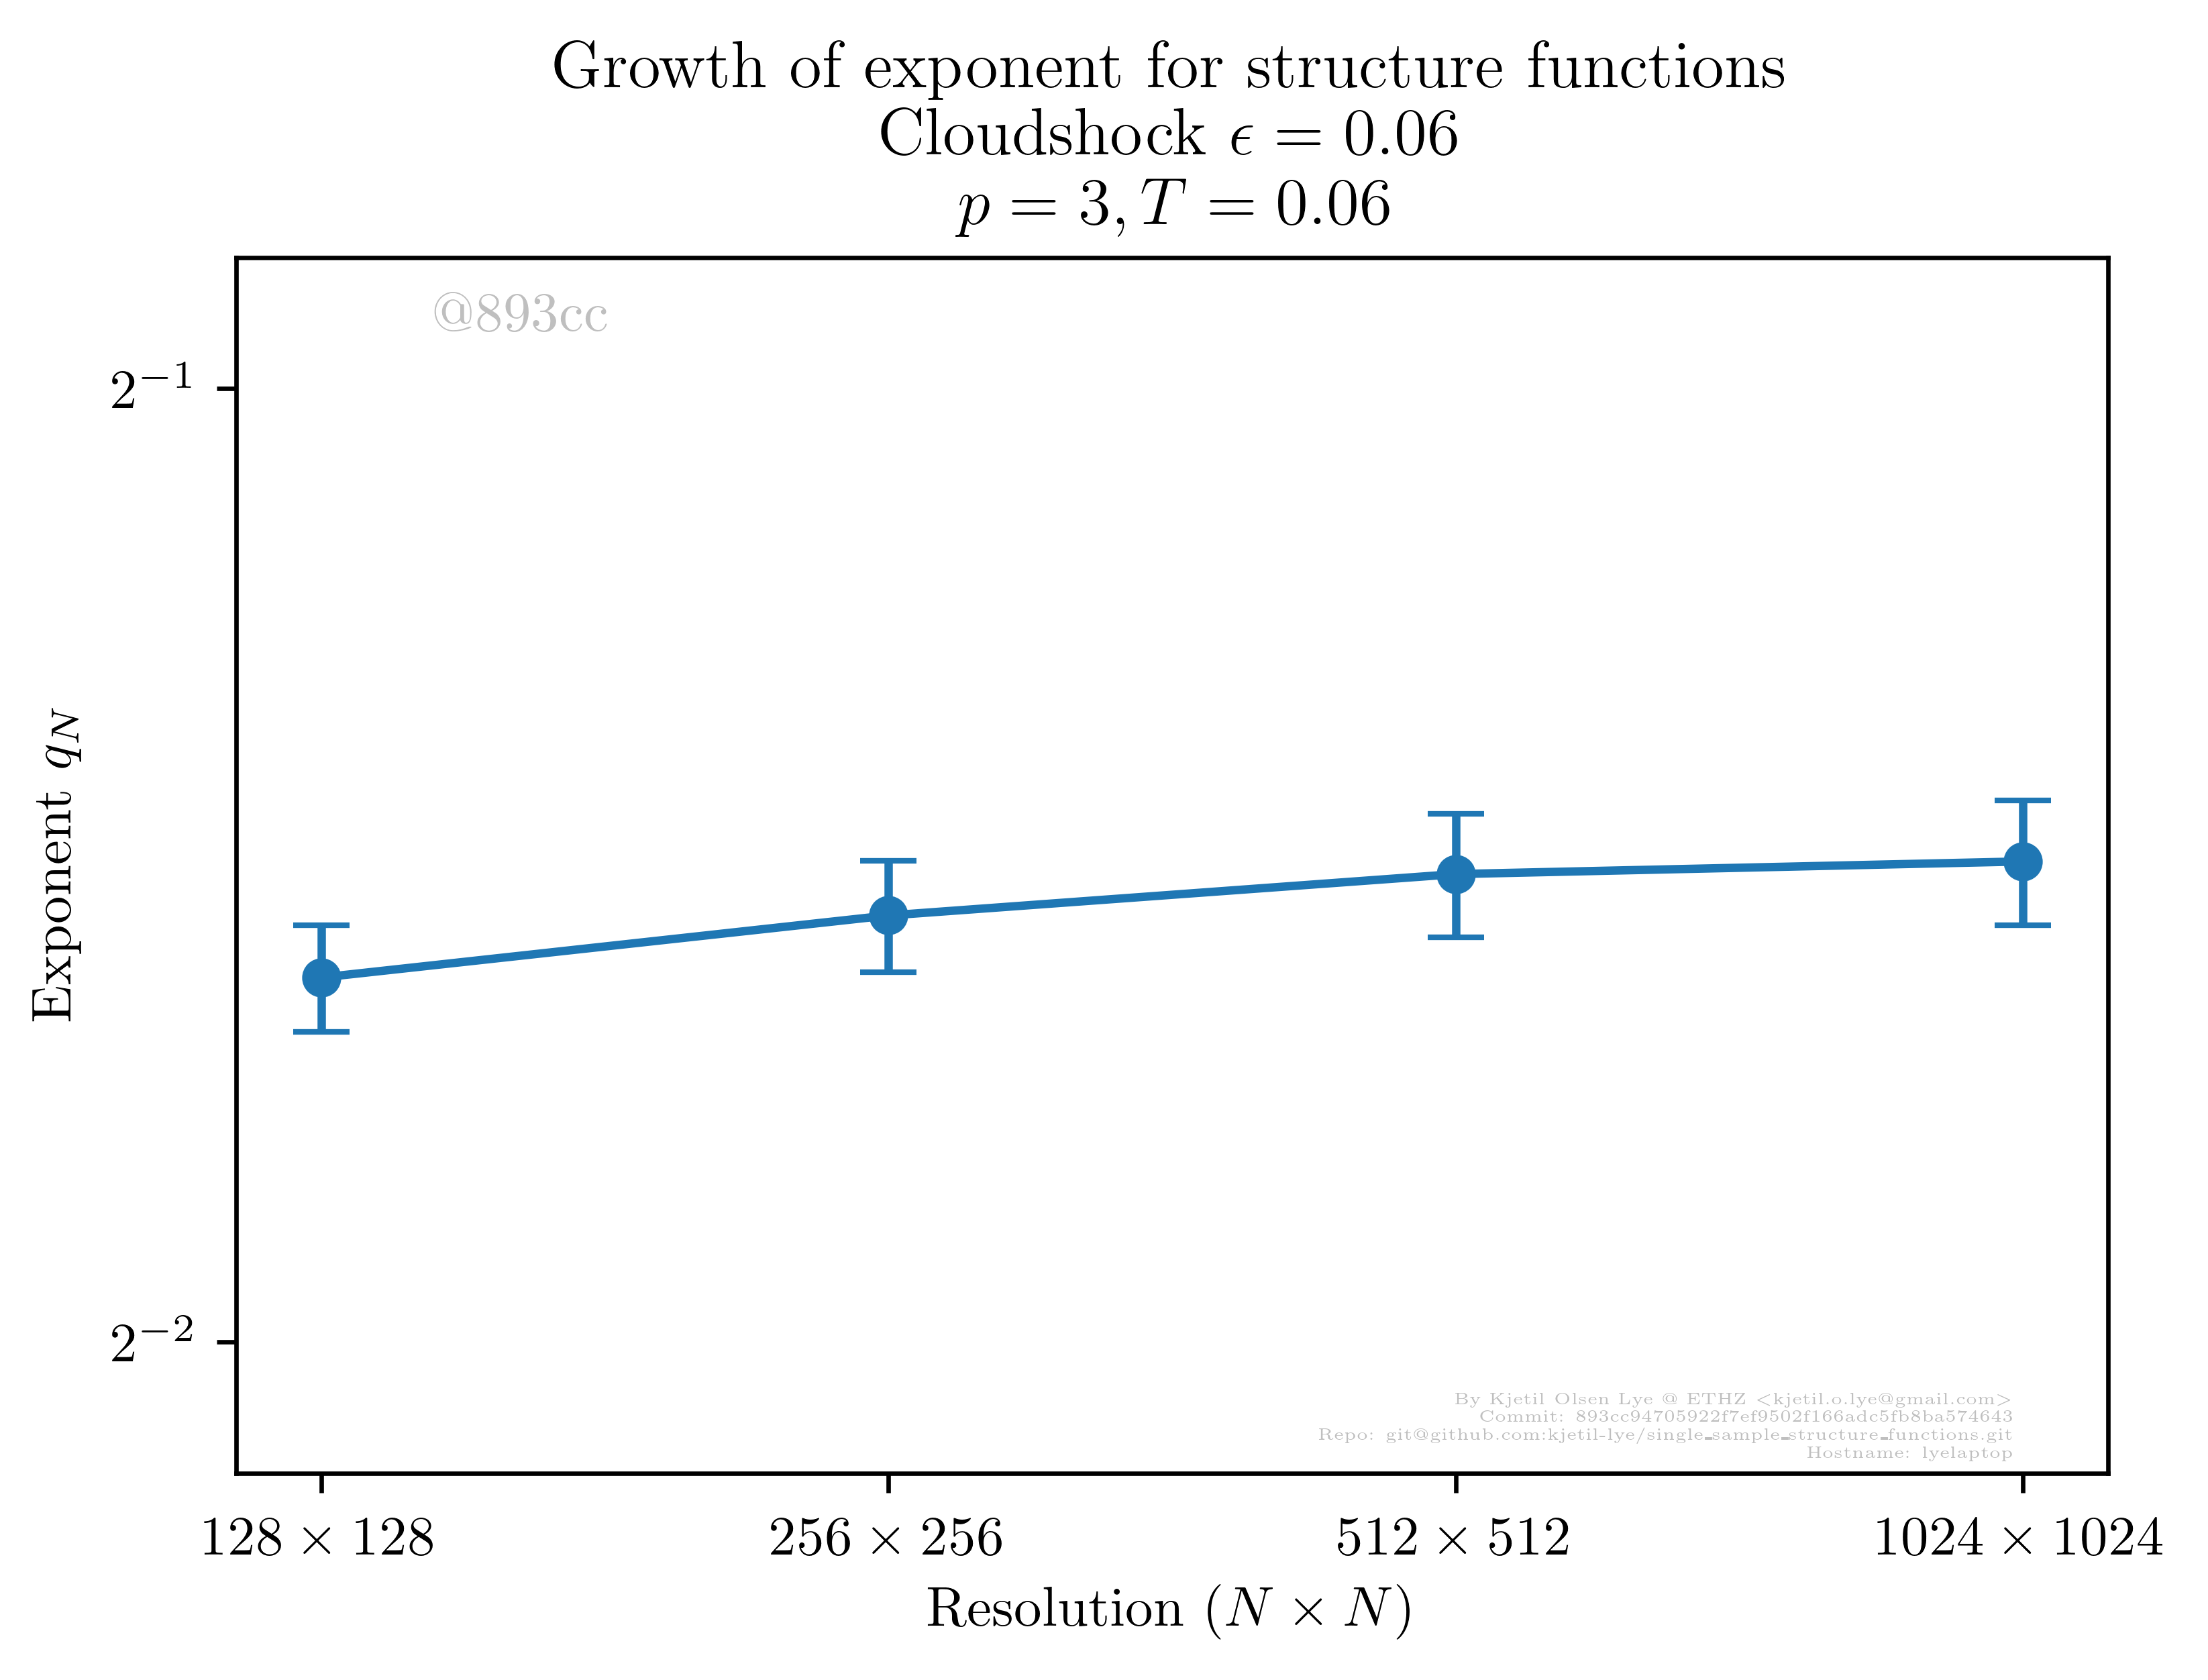 Growth of exponent for structure functions
Cloudshock ϵ = 0.06
p = 3, T = 0.06
@893cc
2⁻¹
Exponent q_N
2⁻²
By Kjetil Olsen Lye @ ETHZ <kjetil.o.lye@gmail.com>
Commit: 893cc94705922f7ef9502f166adc5fb8ba574643
Repo: git@github.com:kjetil-lye/single_sample_structure_functions.git
Hostname: lyelaptop
128 × 128
256 × 256
512 × 512
1024 × 1024
Resolution (N × N)